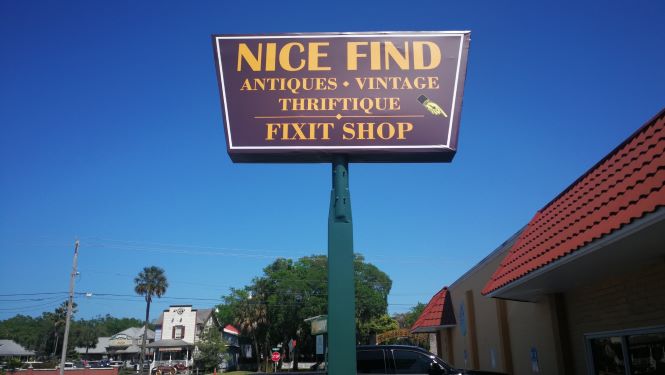 NICE FIND
ANTIQUES • VINTAGE
THRIFTIQUE
FIXIT SHOP